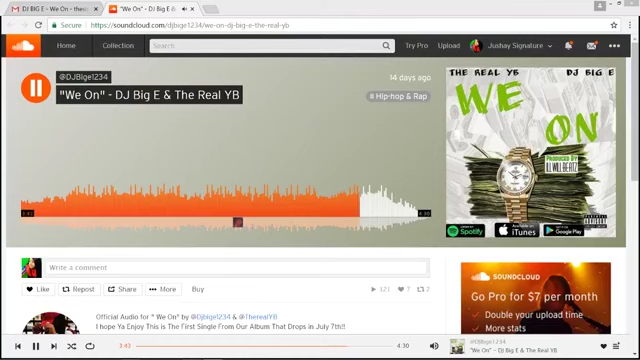 DJ BIG E - We On - thesig
"We On" - DJ Big E
Secure
https://soundcloud.com/djbige1234/we-on-dj-big-e-the-real-yb
Home
Collection
Search
Try Pro
Upload
Jushay Signature
@DJBige1234
14 days ago
"We On" - DJ Big E & The Real YB
# Hip-hop & Rap
THE REAL YB
DJ BIG E
WE
ON
PRODUCED BY
ILLWILLBEATZ
Spotify
iTunes
Google Play
3:42
4:30
Write a comment
Like
Repost
Share
More
Buy
121
7
2
Official Audio for " We On" by @Djbige1234 & @TherealYB
I hope Ya Enjoy This is The First Single From Our Album That Drops in July 7th!!
SOUNDCLOUD
Go Pro for $7 per month
Double your upload time
More stats
3:42
4:30
@DJBige1234
"We On" - DJ Big E & The Real YB